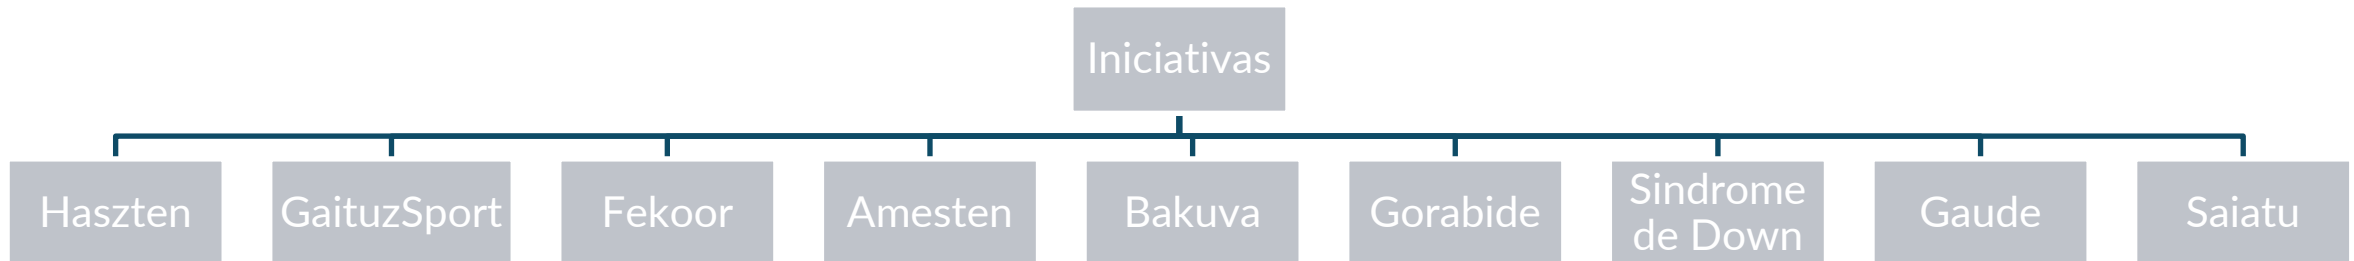 Iniciativas
Haszten
GaituzSport
Fekoor
Amesten
Bakuva
Gorabide
Sindrome
de Down
Gaude
Saiatu